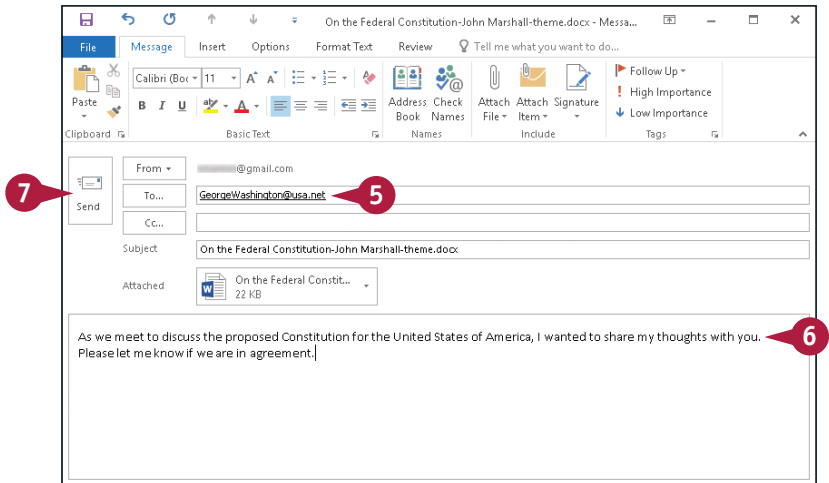 On the Federal Constitution-John Marshall-theme.docx - Messa...
File Message Insert Options Format Text Review Tell me what you want to do...
Calibri (Boc 11 A A
Paste B I U ab A Address Check Attach Attach Signature Follow Up
Book Names File Item High Importance
Low Importance
Clipboard Basic Text Names Include Tags
From @gmail.com
7 Send To... GeorgeWashington@usa.net 5
Cc...
Subject On the Federal Constitution-John Marshall-theme.docx
Attached On the Federal Constit...
22 KB
As we meet to discuss the proposed Constitution for the United States of America, I wanted to share my thoughts with you. 6
Please let me know if we are in agreement.